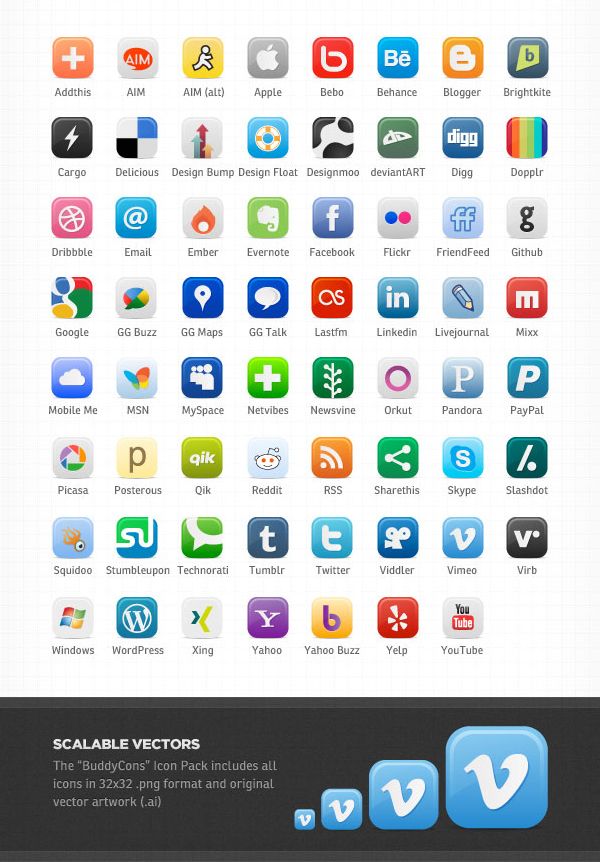 AIM
Bē
Addthis AIM AIM (alt) Apple Bebo Behance Blogger Brightkite
digg
Cargo Delicious Design Bump Design Float Designmoo deviantART Digg Dopplr
@ f ff g
Dribbble Email Ember Evernote Facebook Flickr FriendFeed Github
g in m
Google GG Buzz GG Maps GG Talk Lastfm Linkedin Livejournal Mixx
P P
Mobile Me MSN MySpace Netvibes Newsvine Orkut Pandora PayPal
p qik S /.
Picasa Posterous Qik Reddit RSS Sharethis Skype Slashdot
t t v v
Squidoo Stumbleupon Technorati Tumblr Twitter Viddler Vimeo Virb
W Y b You Tube
Windows WordPress Xing Yahoo Yahoo Buzz Yelp YouTube
SCALABLE VECTORS
The “BuddyCons” Icon Pack includes all
icons in 32x32 .png format and original
vector artwork (.ai)
v v v v